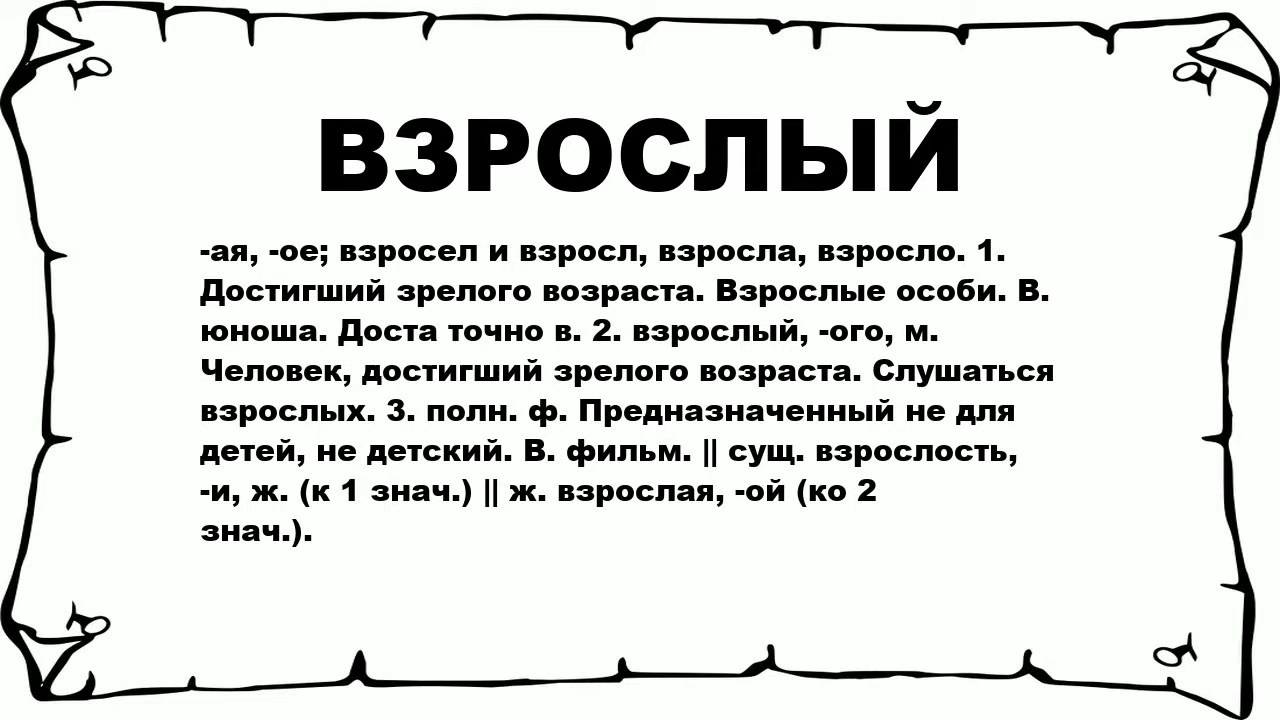 ВЗРОСЛЫЙ
-ая, -ое; взросел и взросл, взросла, взросло. 1.
Достигший зрелого возраста. Взрослые особи. В.
юноша. Доста точно в. 2. взрослый, -ого, м.
Человек, достигший зрелого возраста. Слушаться
взрослых. 3. полн. ф. Предназначенный не для
детей, не детский. В. фильм. || сущ. взрослость,
-и, ж. (к 1 знач.) || ж. взрослая, -ой (ко 2
знач.).